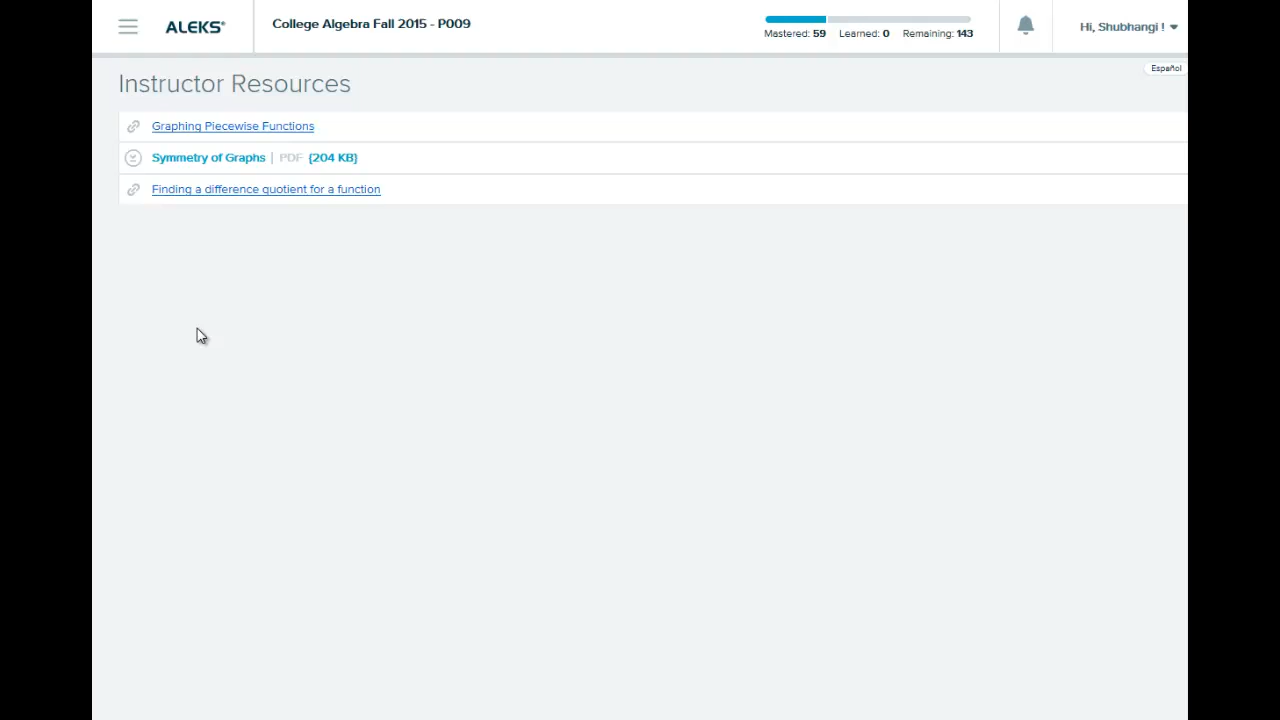 ALEKS®
College Algebra Fall 2015 - P009
Mastered: 59 Learned: 0 Remaining: 143
Hi, Shubhangi !
Español
Instructor Resources
Graphing Piecewise Functions
Symmetry of Graphs | PDF (204 KB)
Finding a difference quotient for a function